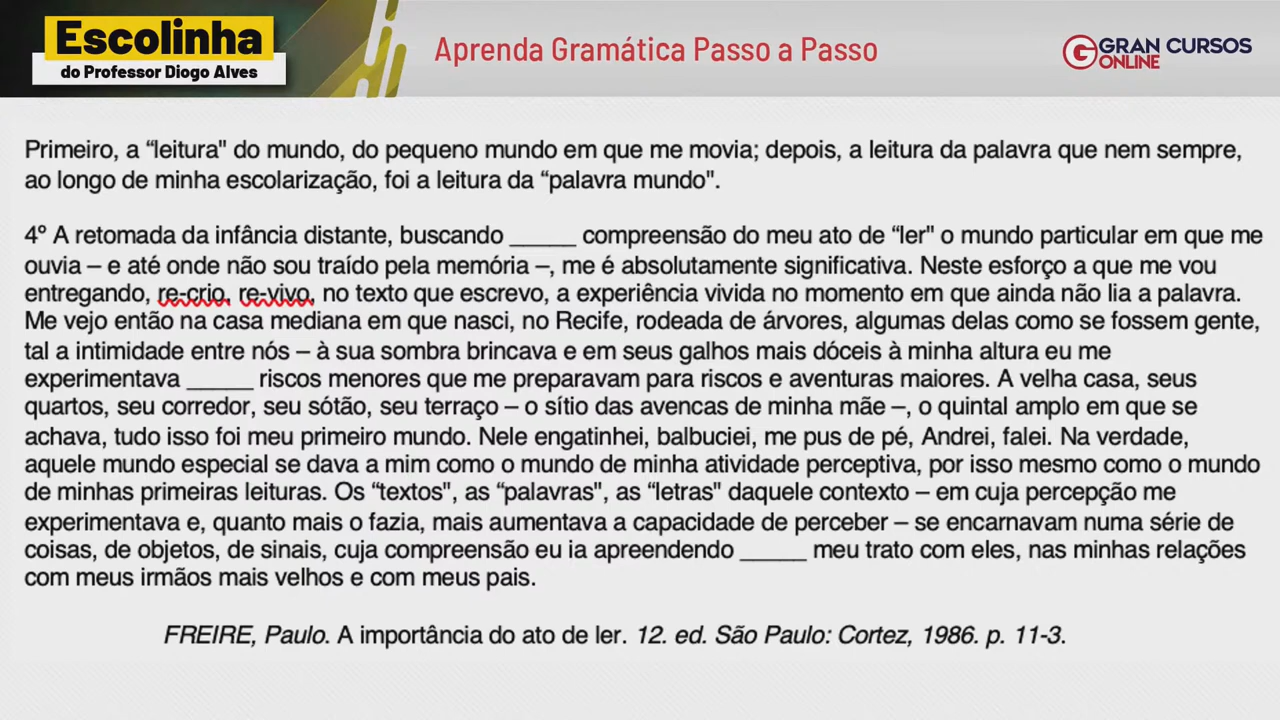 Escolinha
do Professor Diogo Alves
Aprenda Gramática Passo a Passo
GRAN CURSOS
ONLINE
Primeiro, a “leitura" do mundo, do pequeno mundo em que me movia; depois, a leitura da palavra que nem sempre,
ao longo de minha escolarização, foi a leitura da “palavra mundo".
4º A retomada da infância distante, buscando _____ compreensão do meu ato de “ler" o mundo particular em que me
ouvia – e até onde não sou traído pela memória –, me é absolutamente significativa. Neste esforço a que me vou
entregando, re-crio, re-vivo, no texto que escrevo, a experiência vivida no momento em que ainda não lia a palavra.
Me vejo então na casa mediana em que nasci, no Recife, rodeada de árvores, algumas delas como se fossem gente,
tal a intimidade entre nós – à sua sombra brincava e em seus galhos mais dóceis à minha altura eu me
experimentava _____ riscos menores que me preparavam para riscos e aventuras maiores. A velha casa, seus
quartos, seu corredor, seu sótão, seu terraço – o sítio das avencas de minha mãe –, o quintal amplo em que se
achava, tudo isso foi meu primeiro mundo. Nele engatinhei, balbuciei, me pus de pé, Andrei, falei. Na verdade,
aquele mundo especial se dava a mim como o mundo de minha atividade perceptiva, por isso mesmo como o mundo
de minhas primeiras leituras. Os “textos", as “palavras", as “letras" daquele contexto – em cuja percepção me
experimentava e, quanto mais o fazia, mais aumentava a capacidade de perceber – se encarnavam numa série de
coisas, de objetos, de sinais, cuja compreensão eu ia apreendendo _____ meu trato com eles, nas minhas relações
com meus irmãos mais velhos e com meus pais.
FREIRE, Paulo. A importância do ato de ler. 12. ed. São Paulo: Cortez, 1986. p. 11-3.